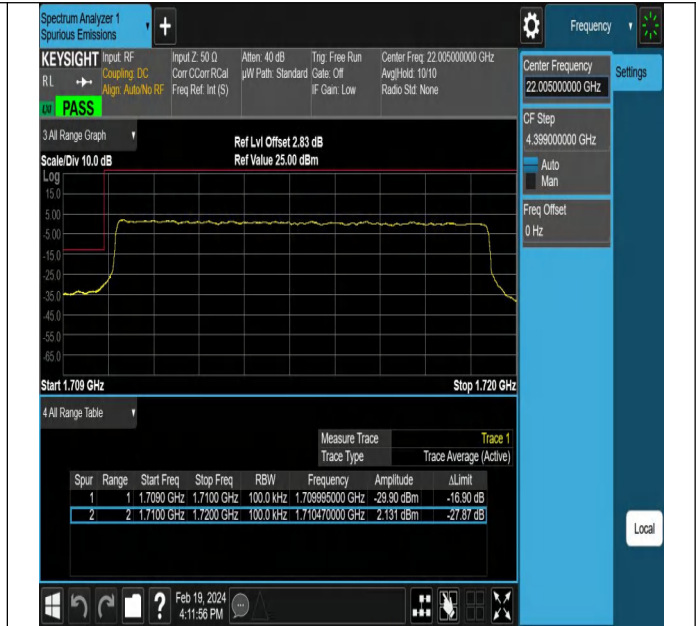 Spectrum Analyzer 1
Spurious Emissions
+
Frequency
KEYSIGHT
RL
LXI PASS
Input: RF
Coupling: DC
Align: Auto/No RF
Input Z: 50 Ω
Corr CCorr RCal
Freq Ref: Int (S)
Atten: 40 dB
µW Path: Standard
Trig: Free Run
Gate: Off
IF Gain: Low
Center Freq: 22.005000000 GHz
Avg|Hold: 10/10
Radio Std: None
Center Frequency
22.005000000 GHz
Settings
CF Step
4.399000000 GHz
Auto
Man
Freq Offset
0 Hz
3 All Range Graph
Scale/Div 10.0 dB
Ref Lvl Offset 2.83 dB
Ref Value 25.00 dBm
Log
15.0
5.00
-5.00
-15.0
-25.0
-35.0
-45.0
-55.0
-65.0
Start 1.709 GHz
Stop 1.720 GHz
4 All Range Table
Measure Trace Trace 1
Trace Type Trace Average (Active)
Spur Range Start Freq Stop Freq RBW Frequency Amplitude ΔLimit
1 1 1.7090 GHz 1.7100 GHz 100.0 kHz 1.709995000 GHz -29.90 dBm -16.90 dB
2 2 1.7100 GHz 1.7200 GHz 100.0 kHz 1.710470000 GHz 2.131 dBm -27.87 dB
Local
?
Feb 19, 2024
4:11:56 PM